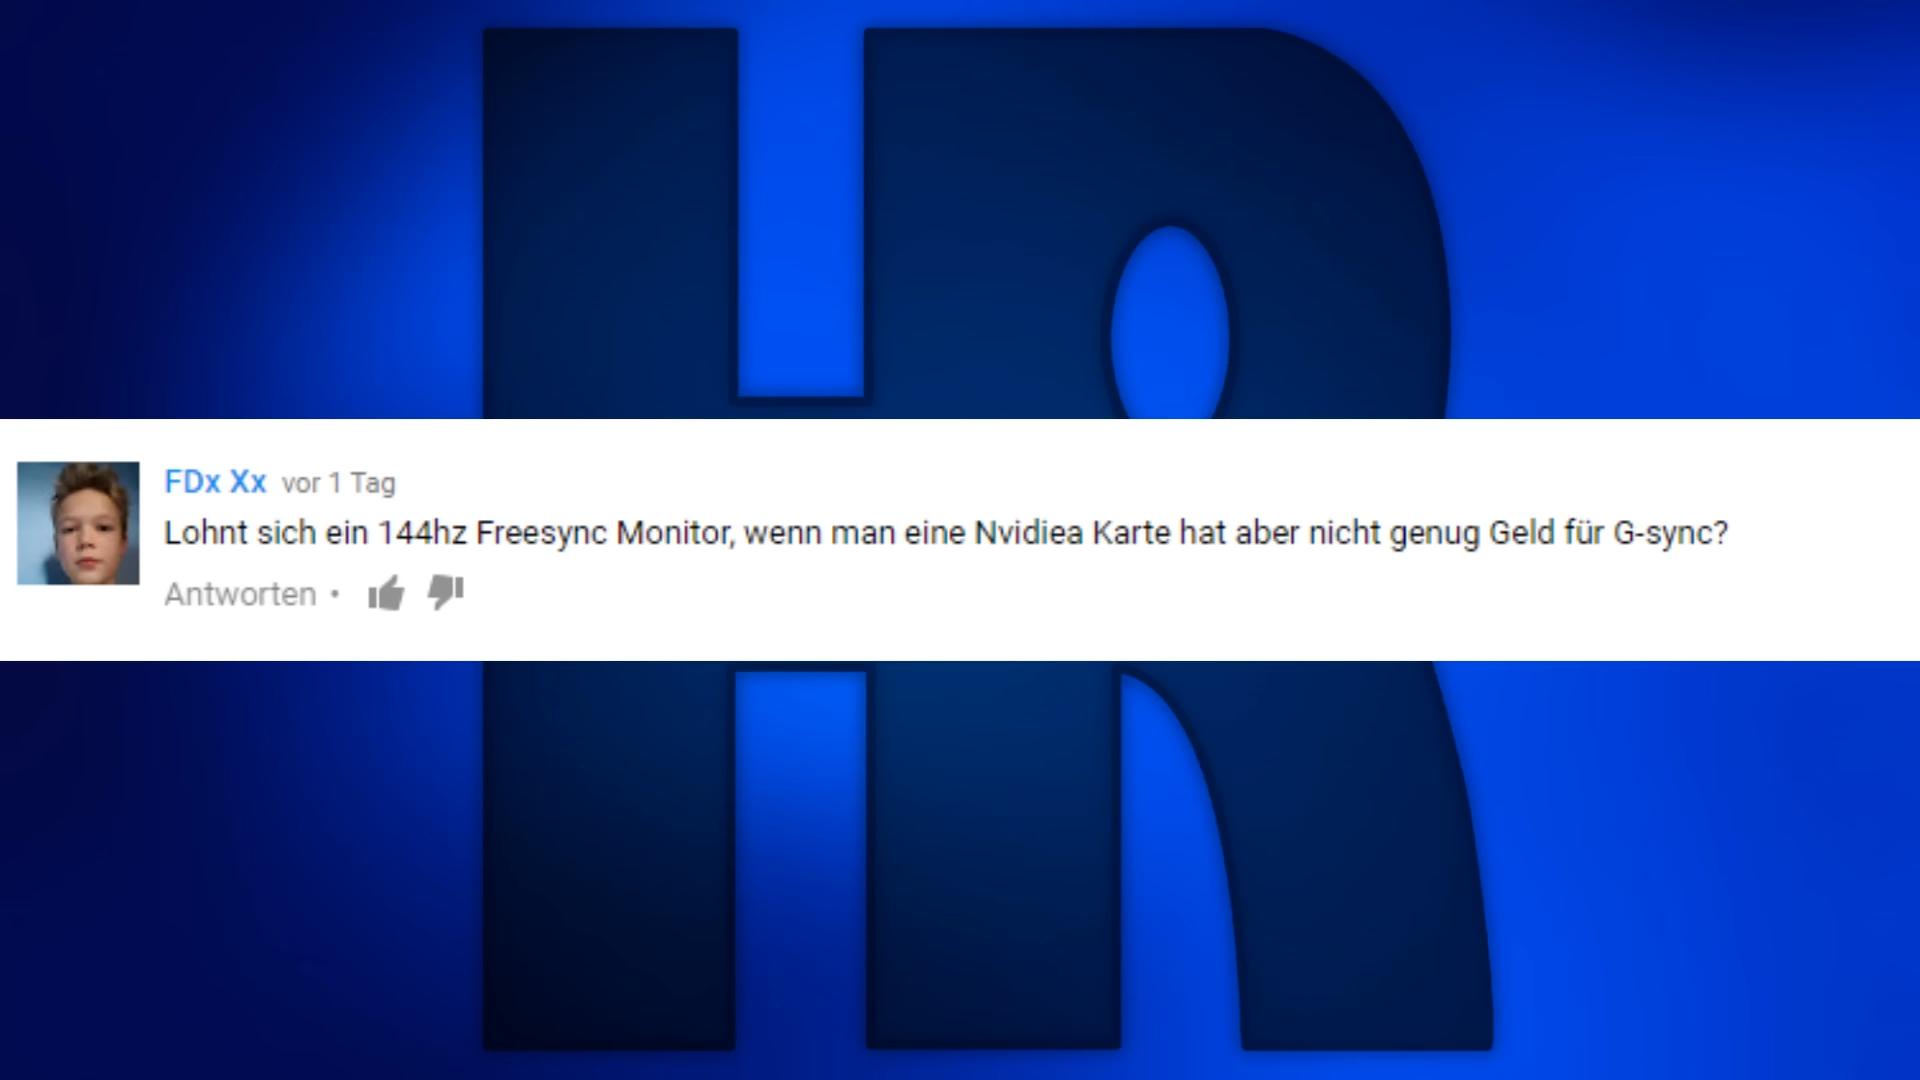 HR
FDx Xx vor 1 Tag
Lohnt sich ein 144hz Freesync Monitor, wenn man eine Nvidiea Karte hat aber nicht genug Geld für G-sync?
Antworten •